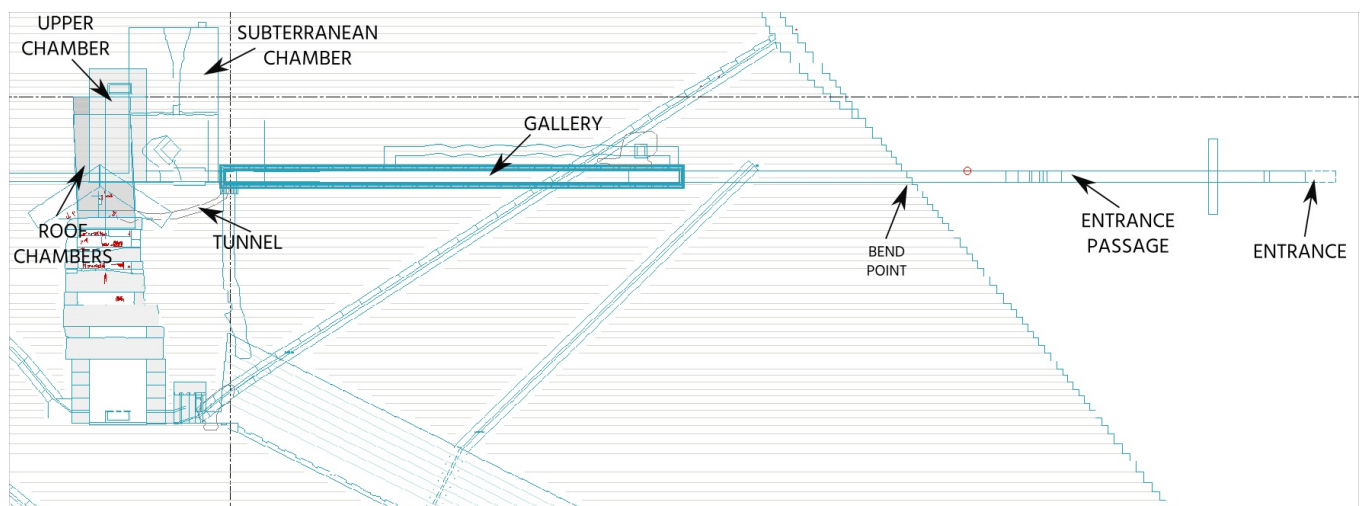 UPPER
CHAMBER
SUBTERRANEAN
CHAMBER
GALLERY
ROOF
CHAMBERS
TUNNEL
BEND
POINT
ENTRANCE
PASSAGE
ENTRANCE